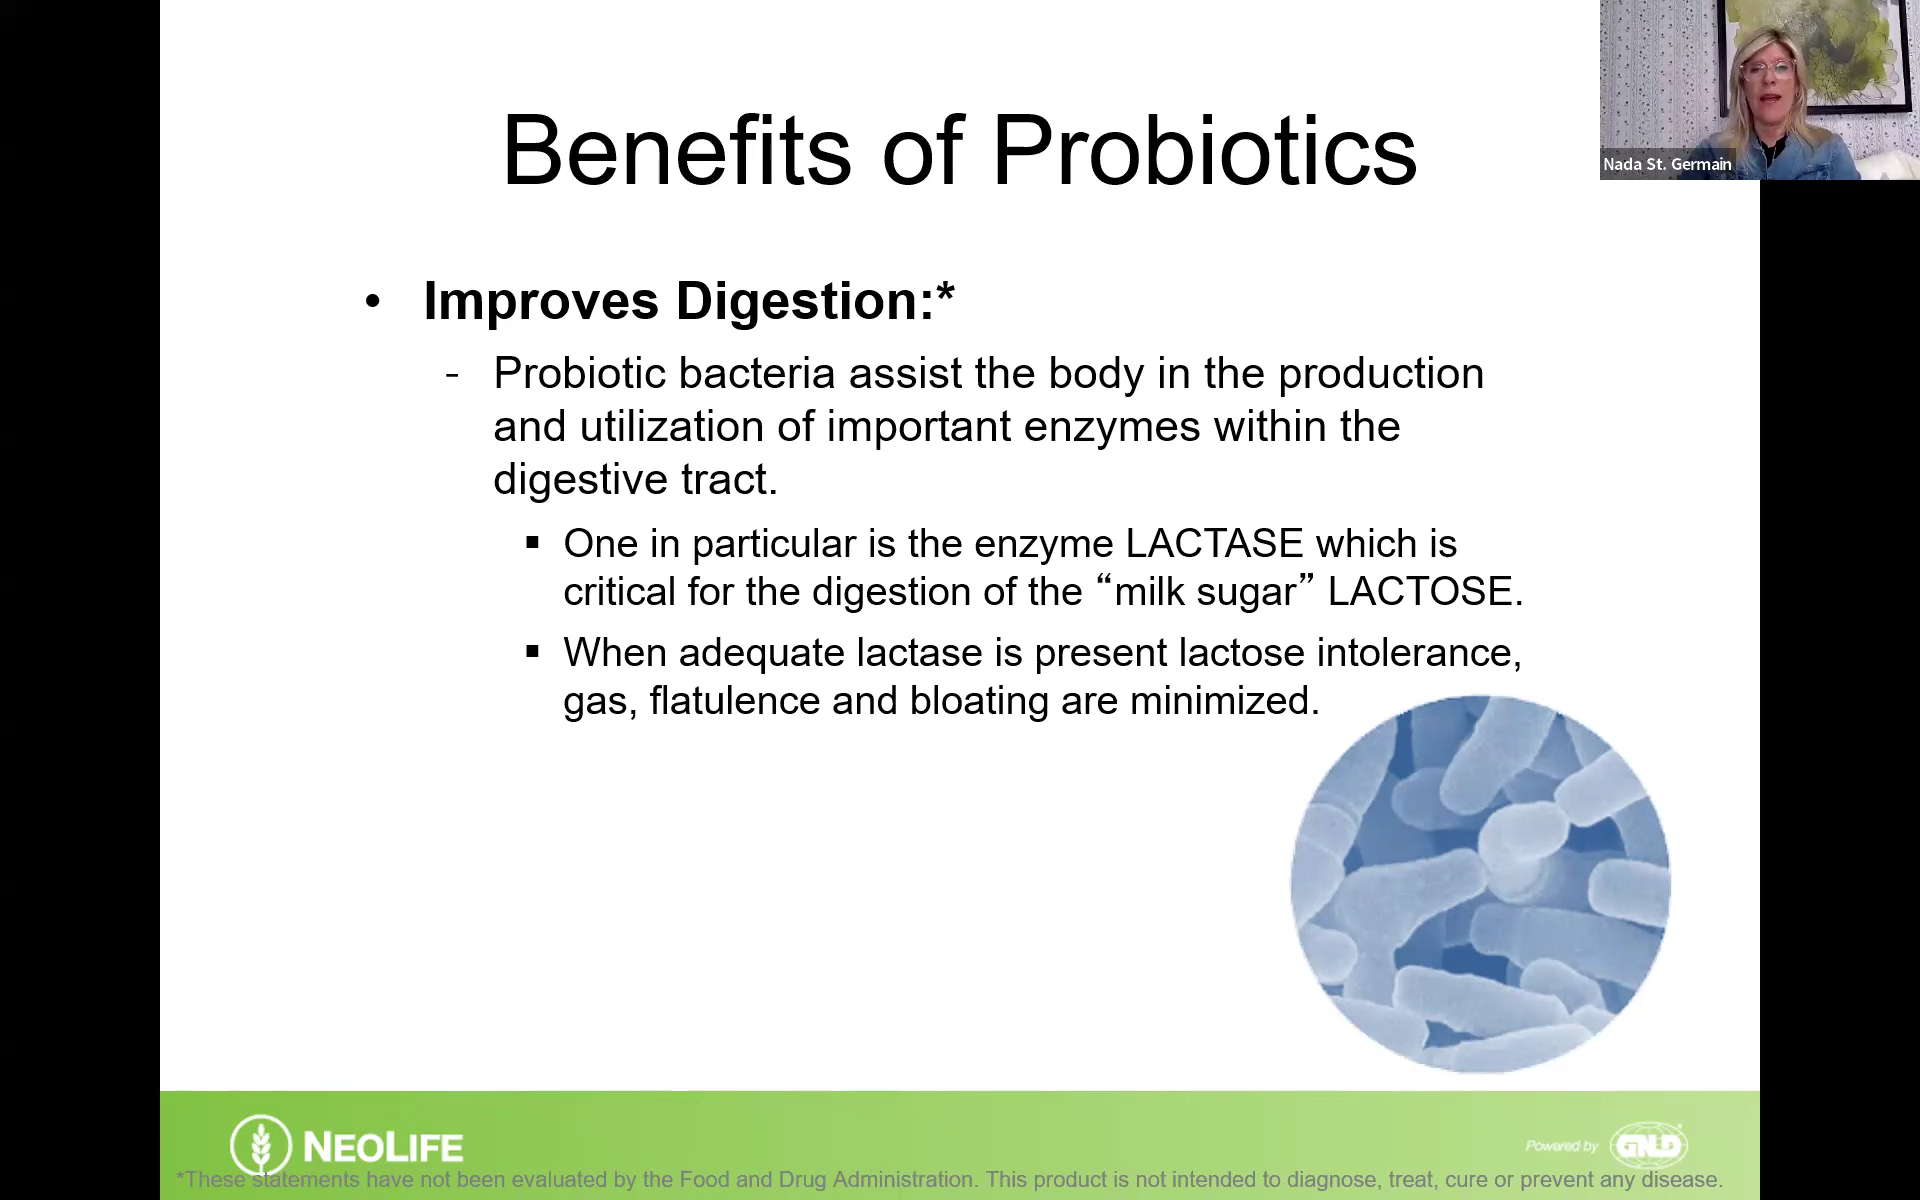 Benefits of Probiotics
Nada St. Germain
• Improves Digestion:*
- Probiotic bacteria assist the body in the production
and utilization of important enzymes within the
digestive tract.
▪ One in particular is the enzyme LACTASE which is
critical for the digestion of the “milk sugar” LACTOSE.
▪ When adequate lactase is present lactose intolerance,
gas, flatulence and bloating are minimized.
NEOLIFE
Powered by GNLD
*These statements have not been evaluated by the Food and Drug Administration. This product is not intended to diagnose, treat, cure or prevent any disease.